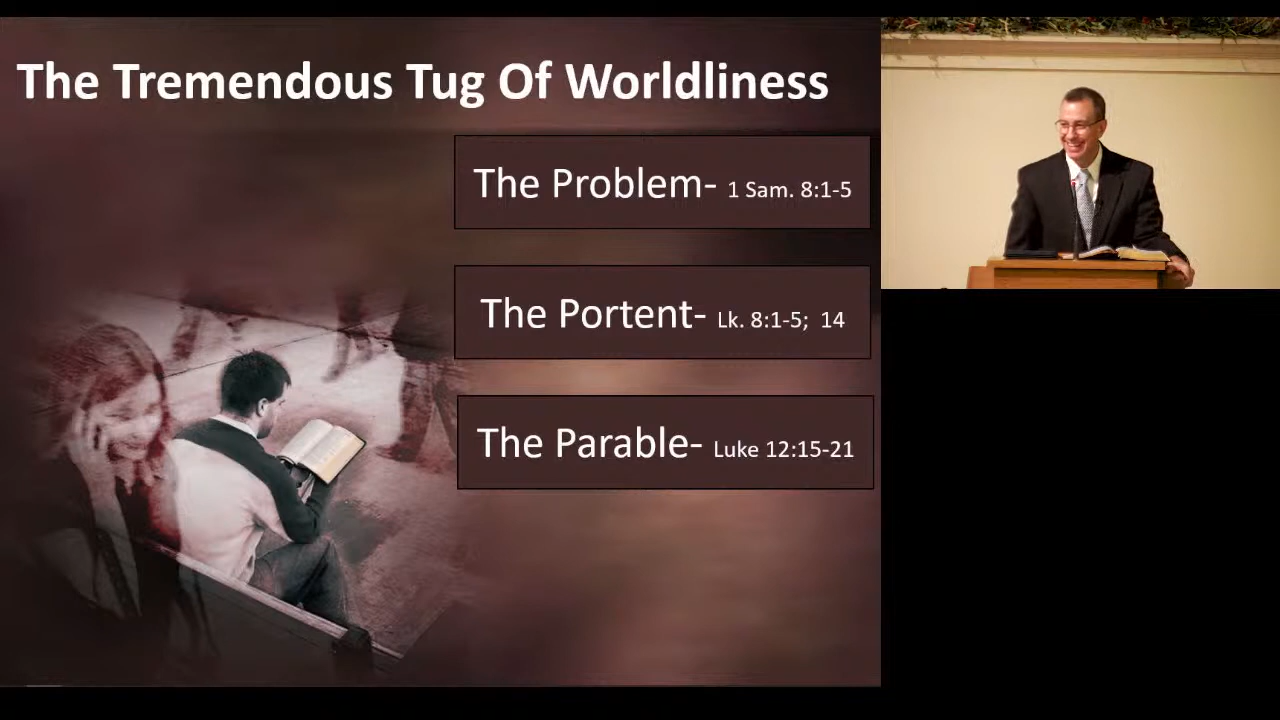 The Tremendous Tug Of Worldliness
The Problem- 1 Sam. 8:1-5
The Portent- Lk. 8:1-5;  14
The Parable- Luke 12:15-21